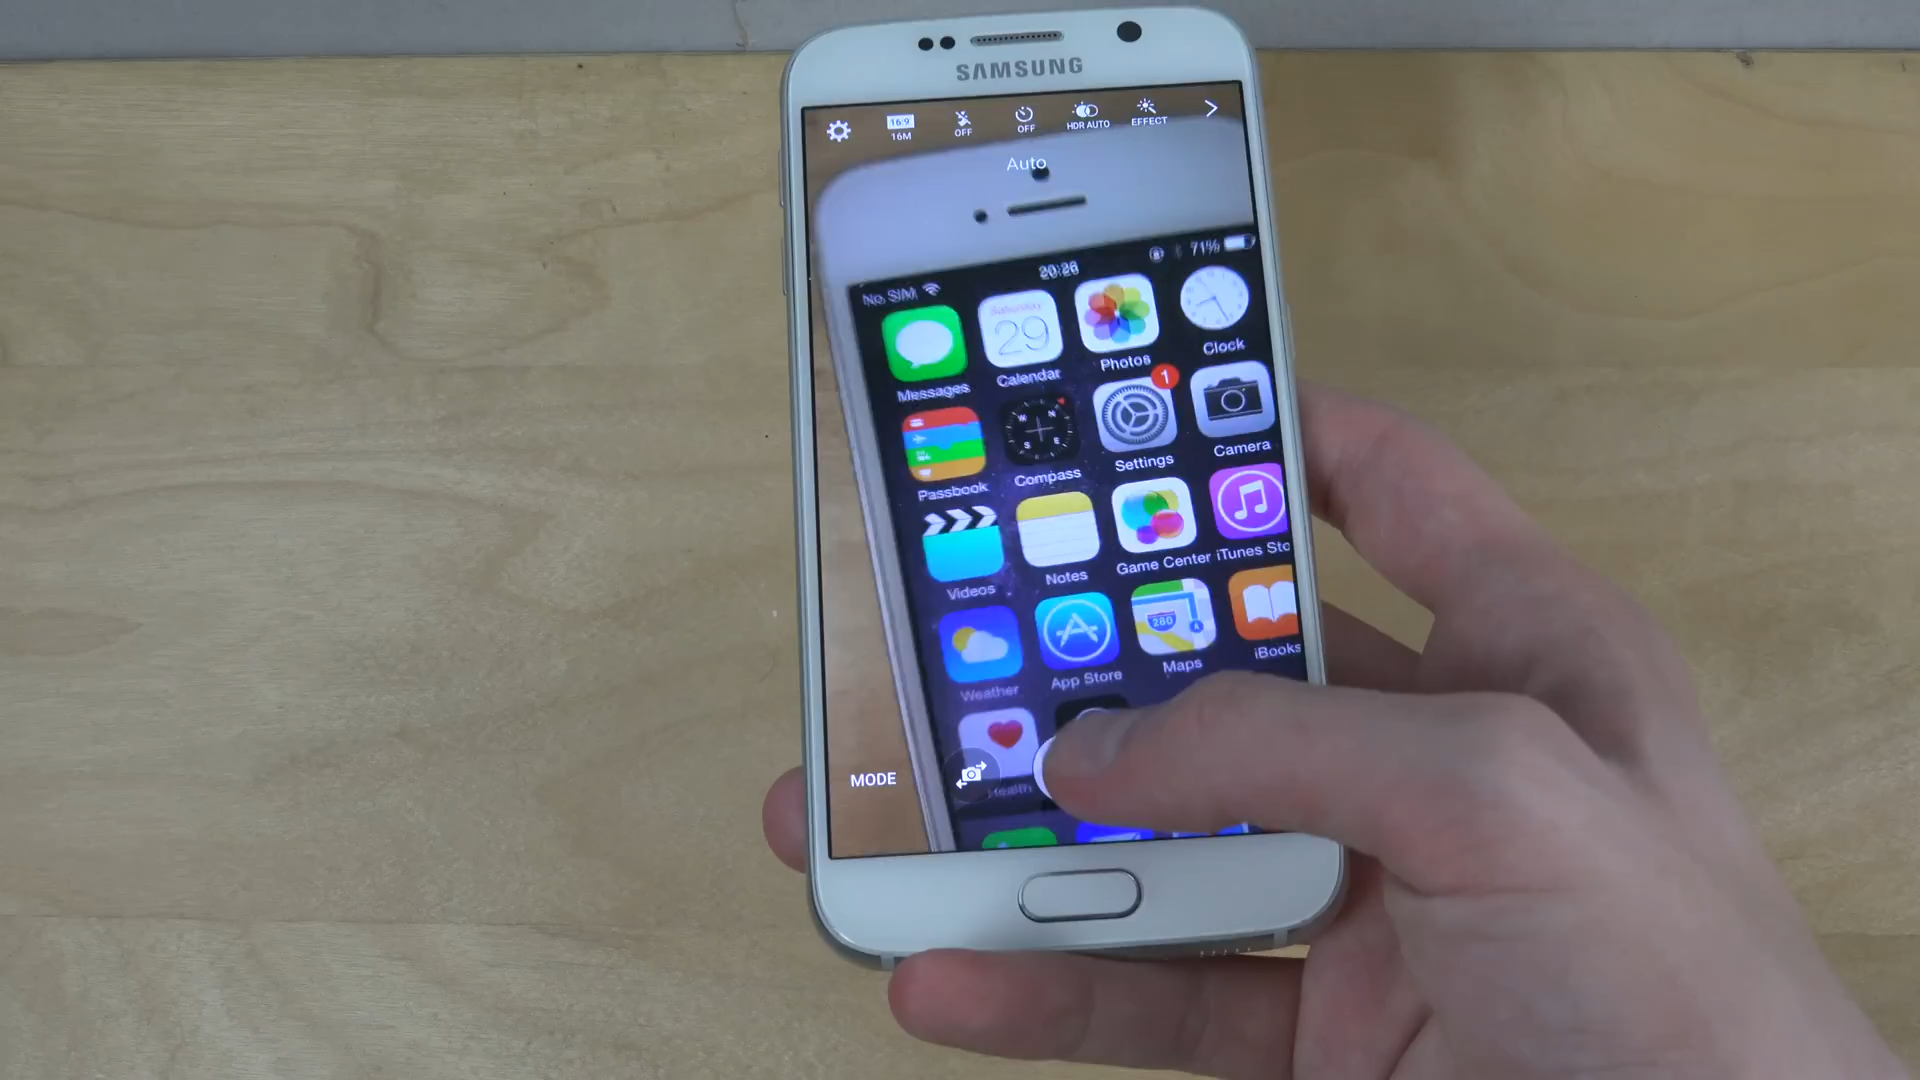 SAMSUNG
16:9
16M
OFF
OFF
HDR AUTO
EFFECT
Auto
No SIM
20:26
71%
Saturday
29
Messages
Calendar
Photos
Clock
1
W N
S E
Passbook
Compass
Settings
Camera
Videos
Notes
Game Center
iTunes Sto
280
Weather
App Store
Maps
iBooks
MODE
Health